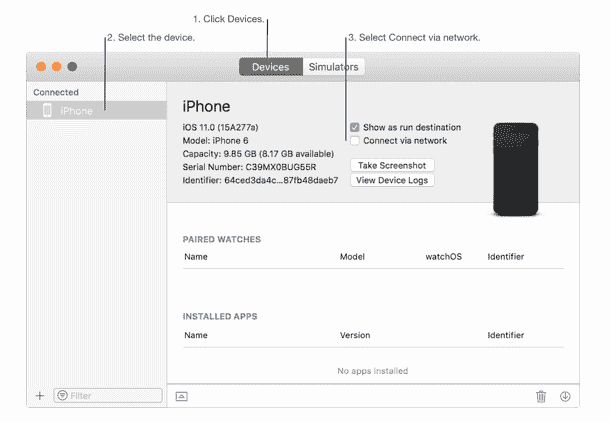 1. Click Devices.
2. Select the device.
3. Select Connect via network.
Devices
Simulators
Connected
iPhone
iPhone
iOS 11.0 (15A277a)
Model: iPhone 6
Capacity: 9.85 GB (8.17 GB available)
Serial Number: C39MX0BUG55R
Identifier: 64ced3da4c...87fb48daeb7
Show as run destination
Connect via network
Take Screenshot
View Device Logs
PAIRED WATCHES
Name Model watchOS Identifier
INSTALLED APPS
Name Version Identifier
No apps installed
Filter